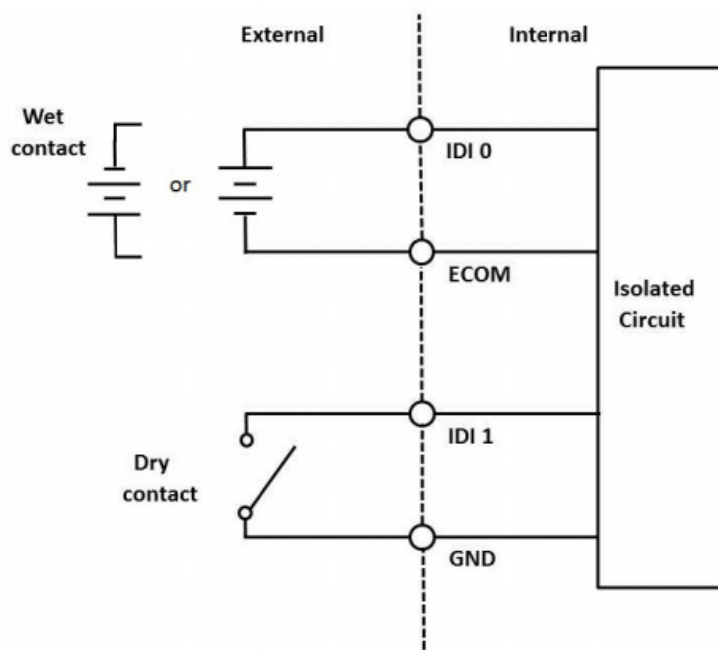 External
Internal
Wet
contact
or
IDI 0
ECOM
Isolated
Circuit
IDI 1
Dry
contact
GND